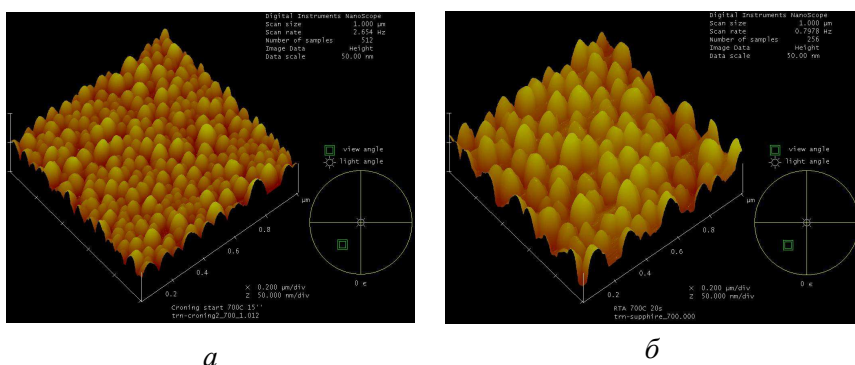 Digital Instruments NanoScope
Scan size 1.000 µm
Scan rate 2.654 Hz
Number of samples 512
Image Data Height
Data scale 50.00 nm
view angle
light angle
µm
0.8
0.6
0.4
0.2
X 0.200 µm/div
Z 50.000 nm/div
0 e
Croning start 700C 15''
trn-croning2_700_1.012
а
Digital Instruments NanoScope
Scan size 1.000 µm
Scan rate 0.7978 Hz
Number of samples 256
Image Data Height
Data scale 50.00 nm
view angle
light angle
µm
0.8
0.6
0.4
0.2
X 0.200 µm/div
Z 50.000 nm/div
0 e
RTA 700C 20s
trn-supphire_700.000
б